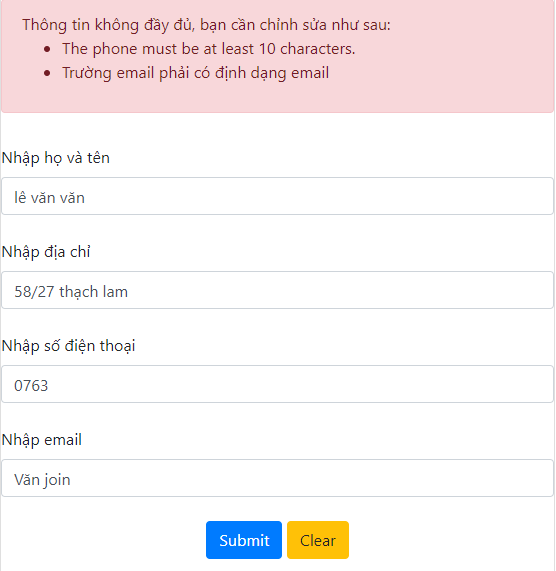 Thông tin không đầy đủ, bạn cần chỉnh sửa như sau:
The phone must be at least 10 characters.
Trường email phải có định dạng email
Nhập họ và tên
lê văn văn
Nhập địa chỉ
58/27 thạch lam
Nhập số điện thoại
0763
Nhập email
Văn join
Submit Clear